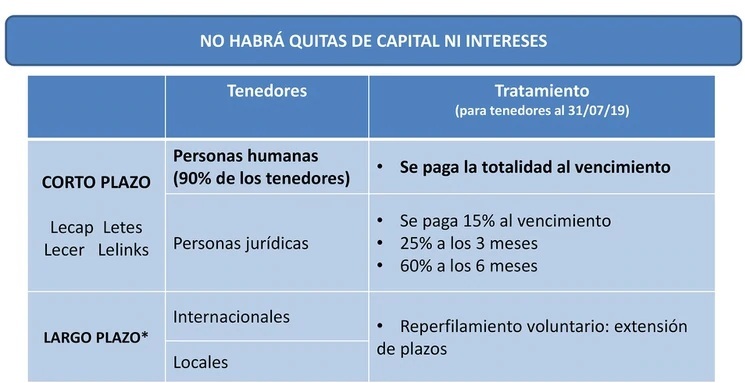 NO HABRÁ QUITAS DE CAPITAL NI INTERESES
Tenedores
Tratamiento
(para tenedores al 31/07/19)
CORTO PLAZO
Lecap Letes
Lecer Lelinks
Personas humanas
(90% de los tenedores)
• Se paga la totalidad al vencimiento
Personas jurídicas
• Se paga 15% al vencimiento
• 25% a los 3 meses
• 60% a los 6 meses
LARGO PLAZO*
Internacionales
Locales
• Reperfilamiento voluntario: extensión
de plazos